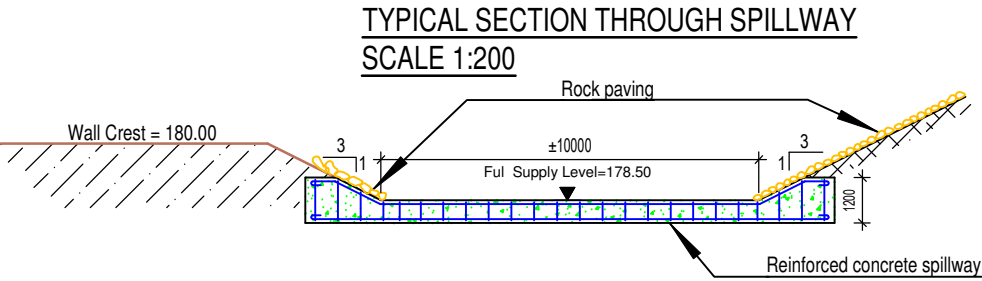 TYPICAL SECTION THROUGH SPILLWAY
SCALE 1:200
Rock paving
Wall Crest = 180.00
3
1
±10000
3
1
Ful Supply Level=178.50
1200
Reinforced concrete spillway